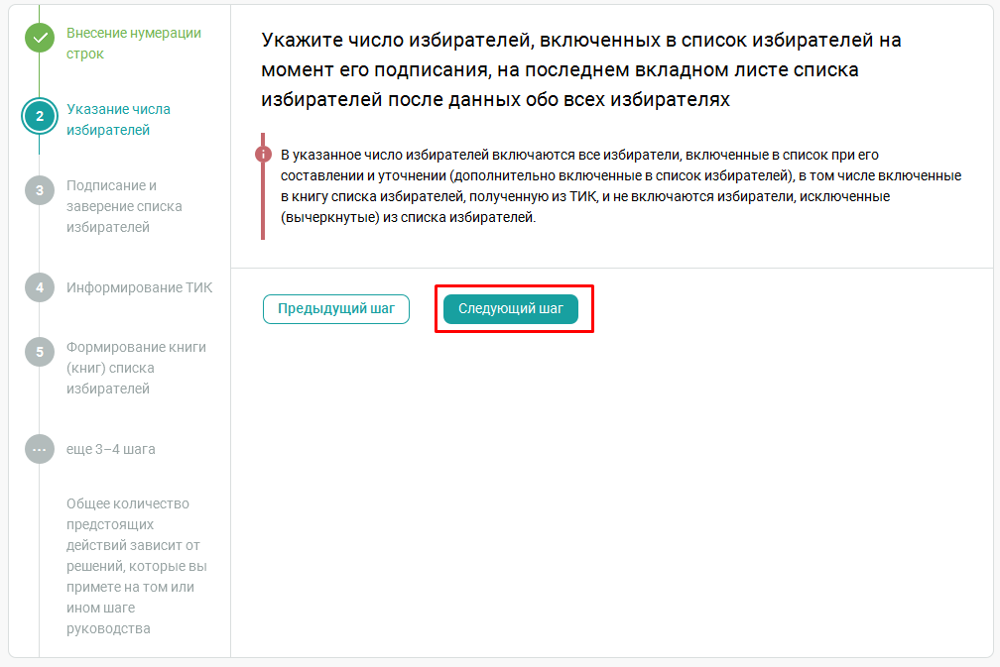 Внесение нумерации
строк
2
Указание числа
избирателей
3
Подписание и
заверение списка
избирателей
4
Информирование ТИК
5
Формирование книги
(книг) списка
избирателей
...
еще 3–4 шага
Общее количество
предстоящих
действий зависит от
решений, которые вы
примете на том или
ином шаге
руководства
Укажите число избирателей, включенных в список избирателей на
момент его подписания, на последнем вкладном листе списка
избирателей после данных обо всех избирателях
В указанное число избирателей включаются все избиратели, включенные в список при его
составлении и уточнении (дополнительно включенные в список избирателей), в том числе включенные
в книгу списка избирателей, полученную из ТИК, и не включаются избиратели, исключенные
(вычеркнутые) из списка избирателей.
Предыдущий шаг
Следующий шаг